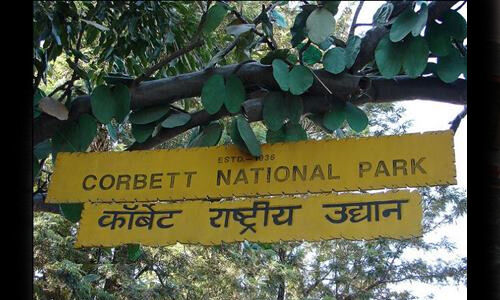 ESTD.-1936
CORBETT NATIONAL PARK
कॉर्बेट राष्ट्रीय उद्यान